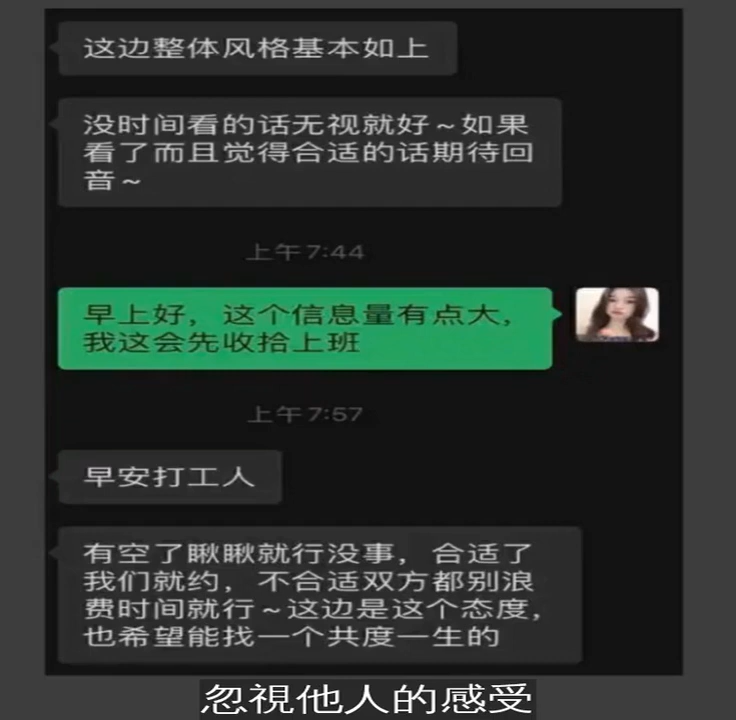 这边整体风格基本如上
没时间看的话无视就好～如果
看了而且觉得合适的话期待回
音～
上午7:44
早上好，这个信息量有点大，
我这会先收拾上班
上午7:57
早安打工人
有空了瞅瞅就行没事，合适了
我们就约，不合适双方都别浪
费时间就行～这边是这个态度，
也希望能找一个共度一生的
忽視他人的感受